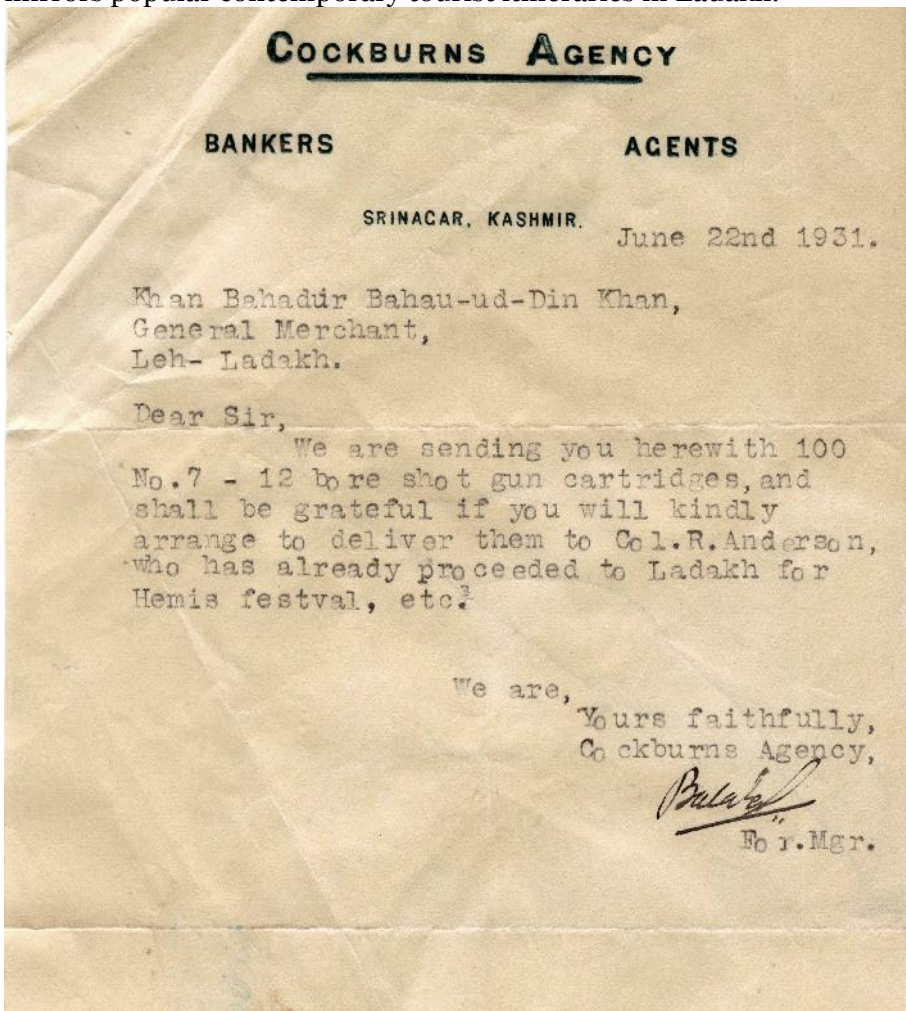 mirrors popular contemporary tourist itineraries in Ladakh.
COCKBURNS AGENCY
BANKERS AGENTS
SRINAGAR, KASHMIR.
June 22nd 1931.
Khan Bahadur Bahau-ud-Din Khan,
General Merchant,
Leh- Ladakh.
Dear Sir,
We are sending you herewith 100
No.7 - 12 bore shot gun cartridges,and
shall be grateful if you will kindly
arrange to deliver them to Col.R.Anderson,
who has already proceeded to Ladakh for
Hemis festval, etc.
We are,
Yours faithfully,
Cockburns Agency,
For.Mgr.